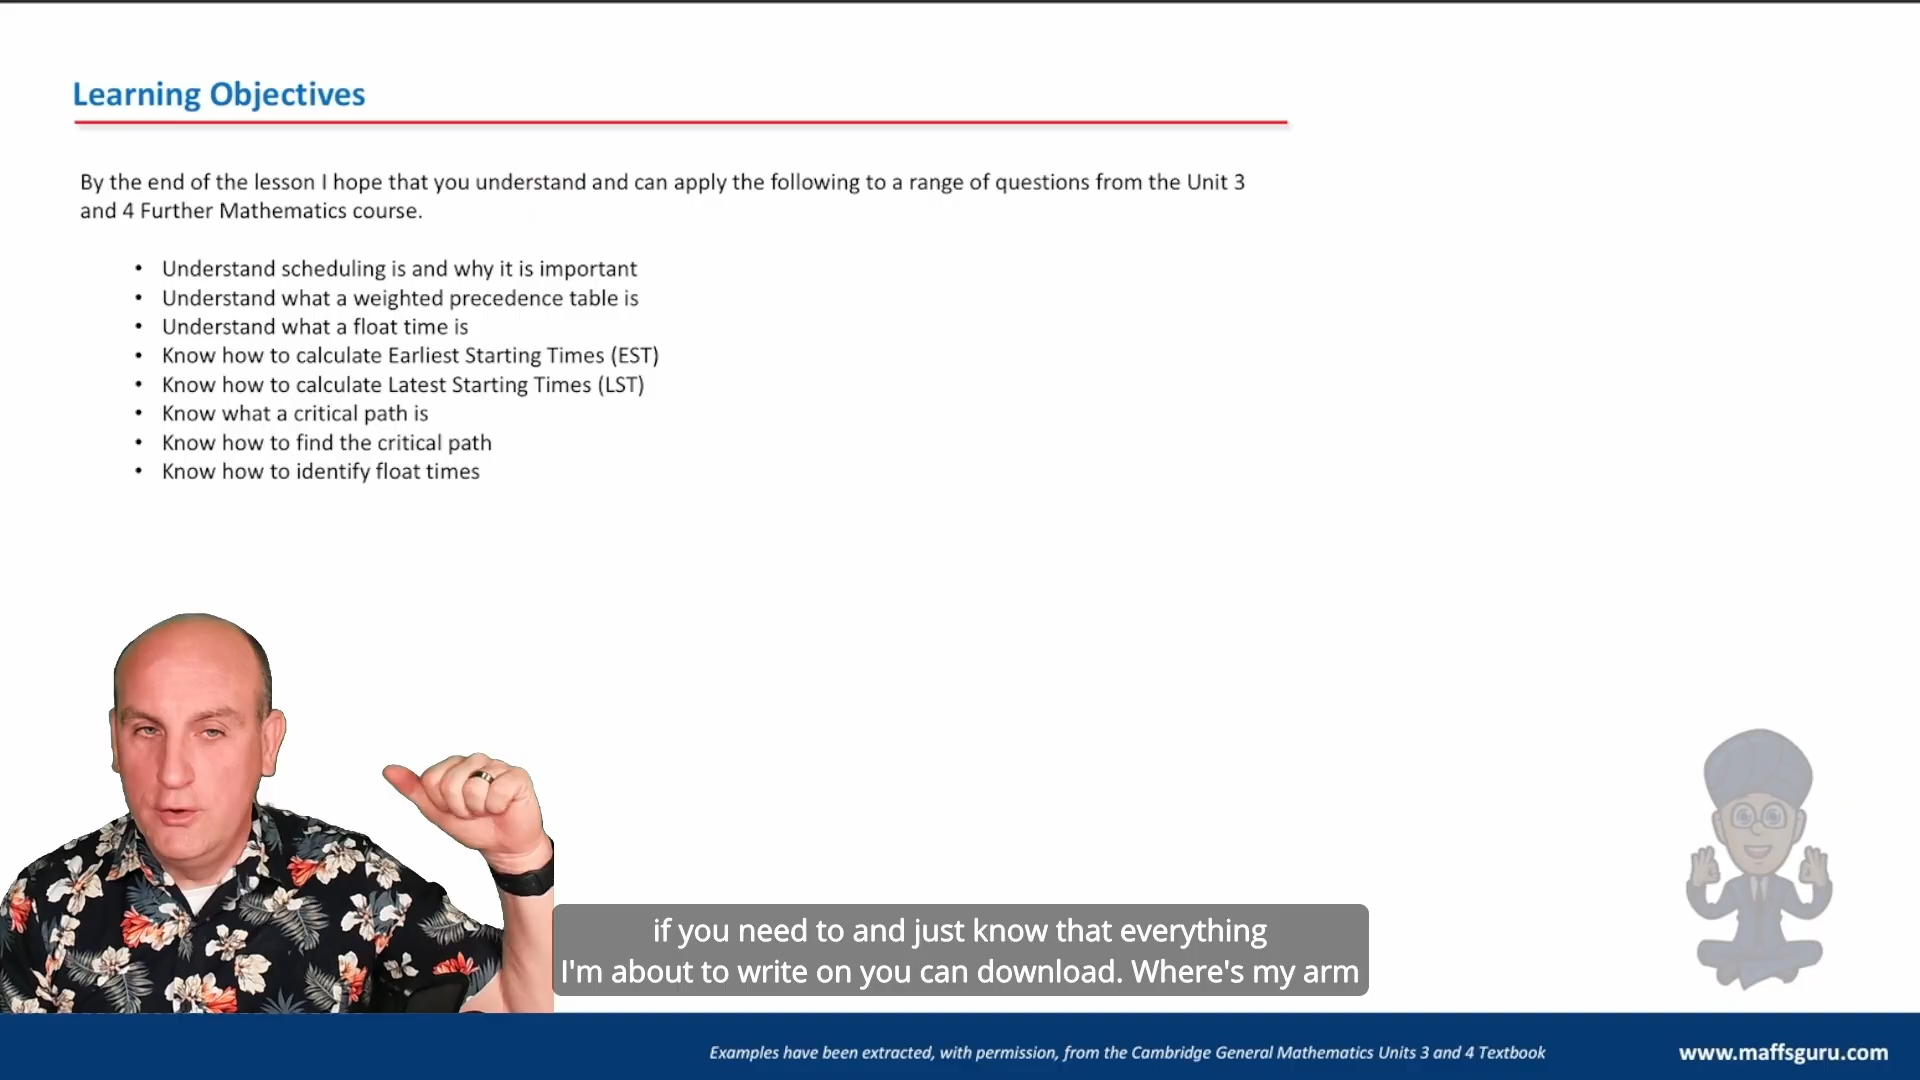 Learning Objectives
By the end of the lesson I hope that you understand and can apply the following to a range of questions from the Unit 3
and 4 Further Mathematics course.
• Understand scheduling is and why it is important
• Understand what a weighted precedence table is
• Understand what a float time is
• Know how to calculate Earliest Starting Times (EST)
• Know how to calculate Latest Starting Times (LST)
• Know what a critical path is
• Know how to find the critical path
• Know how to identify float times
if you need to and just know that everything
I'm about to write on you can download. Where's my arm
Examples have been extracted, with permission, from the Cambridge General Mathematics Units 3 and 4 Textbook
www.maffsguru.com